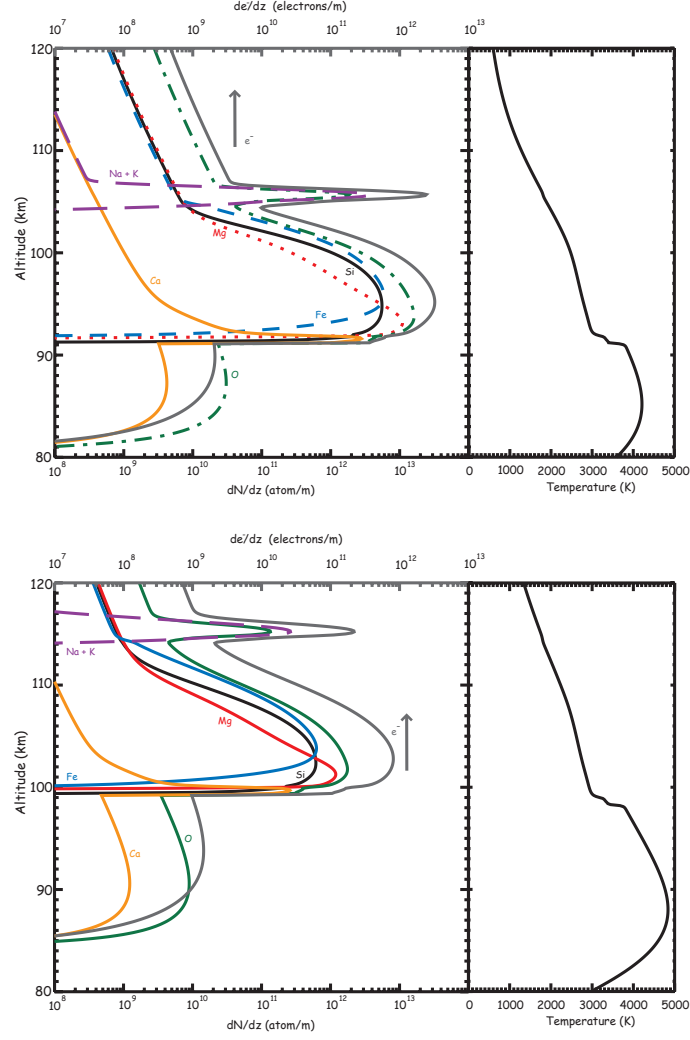 de⁻/dz (electrons/m)
10⁷ 10⁸ 10⁹ 10¹⁰ 10¹¹ 10¹² 10¹³
120
110
100
90
80
Altitude (km)
e⁻
Na + K
Mg
Si
Ca
Fe
O
10⁸ 10⁹ 10¹⁰ 10¹¹ 10¹² 10¹³ 0 1000 2000 3000 4000 5000
dN/dz (atom/m) Temperature (K)
de⁻/dz (electrons/m)
10⁷ 10⁸ 10⁹ 10¹⁰ 10¹¹ 10¹² 10¹³
120
110
100
90
80
Altitude (km)
Na + K
Mg
e⁻
Fe
Si
Ca
O
10⁸ 10⁹ 10¹⁰ 10¹¹ 10¹² 10¹³ 0 1000 2000 3000 4000 5000
dN/dz (atom/m) Temperature (K)